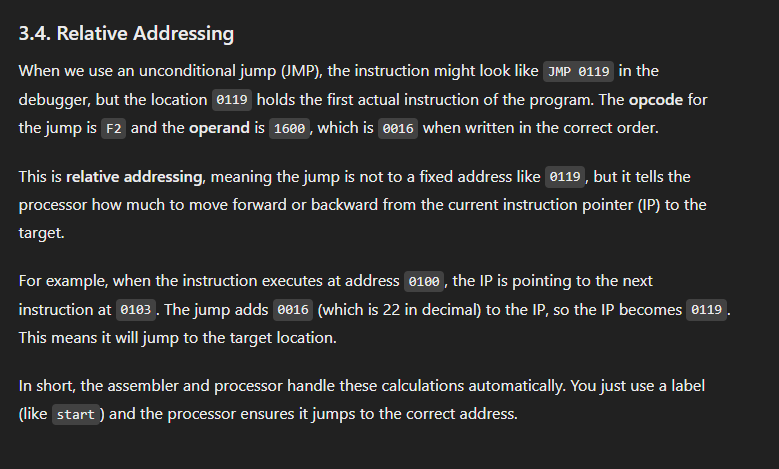 3.4. Relative Addressing
When we use an unconditional jump (JMP), the instruction might look like JMP 0119 in the
debugger, but the location 0119 holds the first actual instruction of the program. The opcode for
the jump is F2 and the operand is 1600, which is 0016 when written in the correct order.
This is relative addressing, meaning the jump is not to a fixed address like 0119, but it tells the
processor how much to move forward or backward from the current instruction pointer (IP) to the
target.
For example, when the instruction executes at address 0100, the IP is pointing to the next
instruction at 0103. The jump adds 0016 (which is 22 in decimal) to the IP, so the IP becomes 0119.
This means it will jump to the target location.
In short, the assembler and processor handle these calculations automatically. You just use a label
(like start) and the processor ensures it jumps to the correct address.